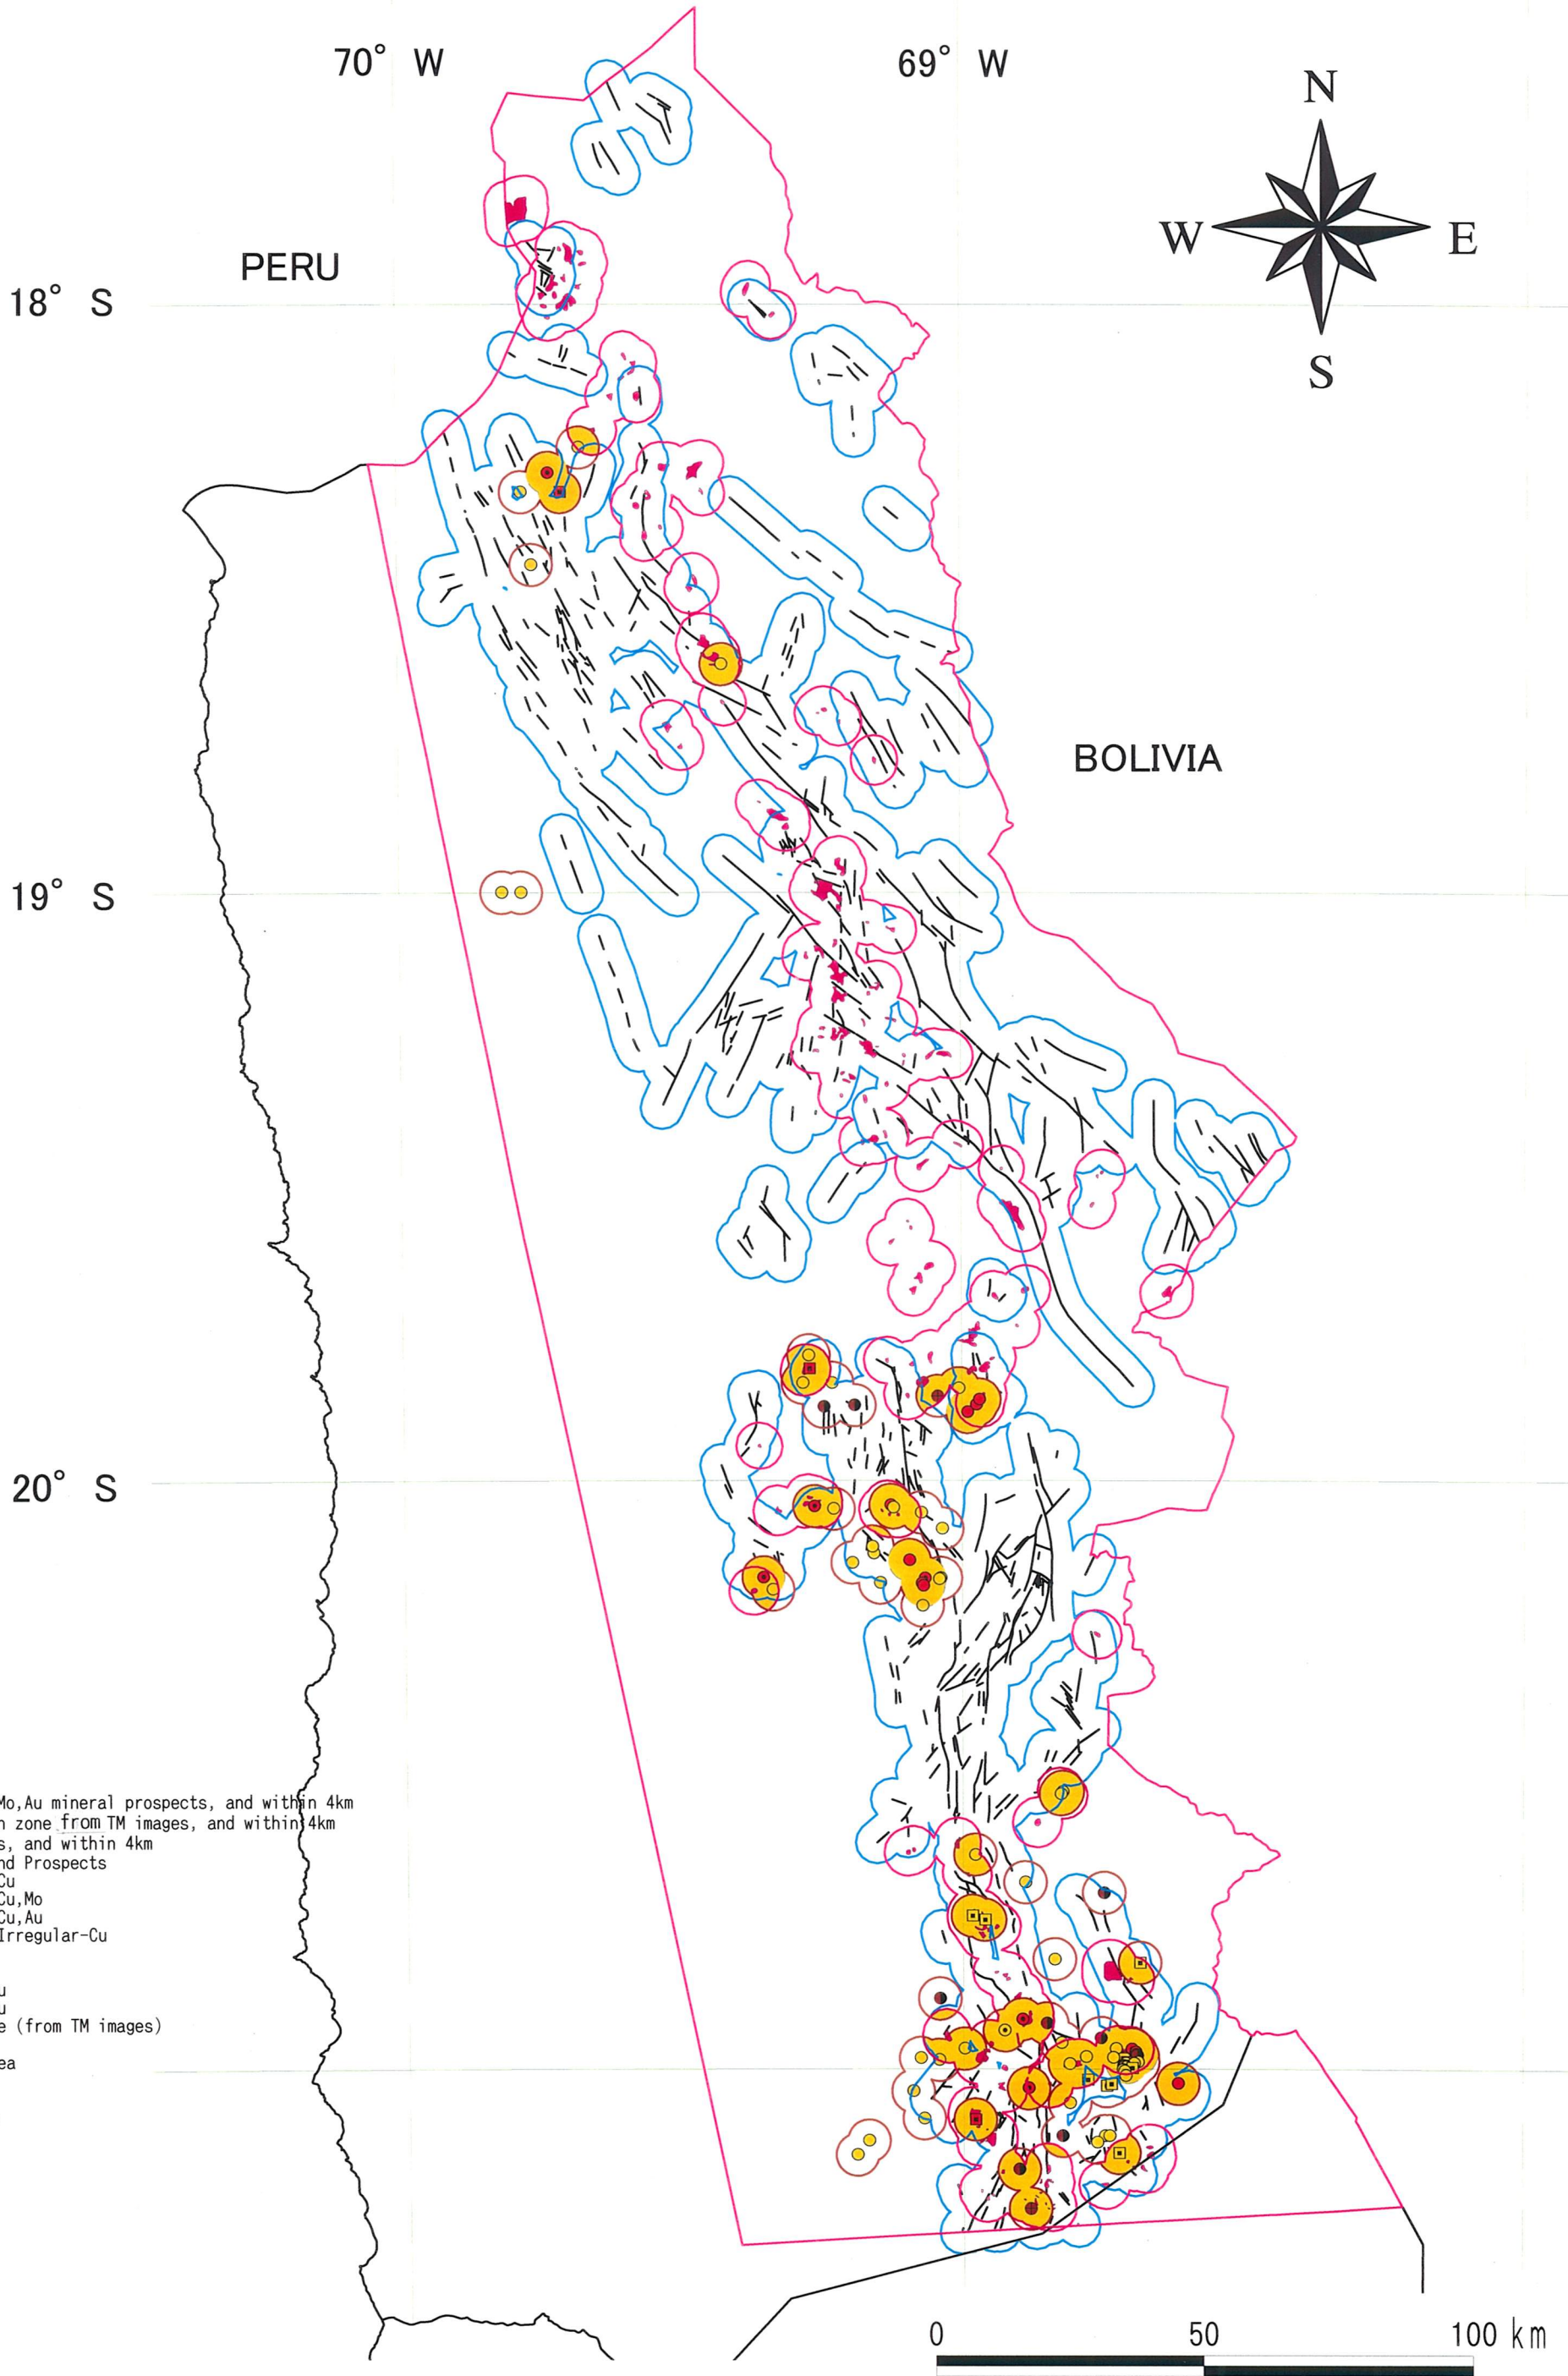 70° W
69° W
N
W
E
S
PERU
18° S
BOLIVIA
19° S
20° S
Mo,Au mineral prospects, and within 4km
zone from TM images, and within 4km
and within 4km
Prospects
Cu
Cu,Mo
Cu,Au
Irregular-Cu
(from TM images)
0 50 100 km